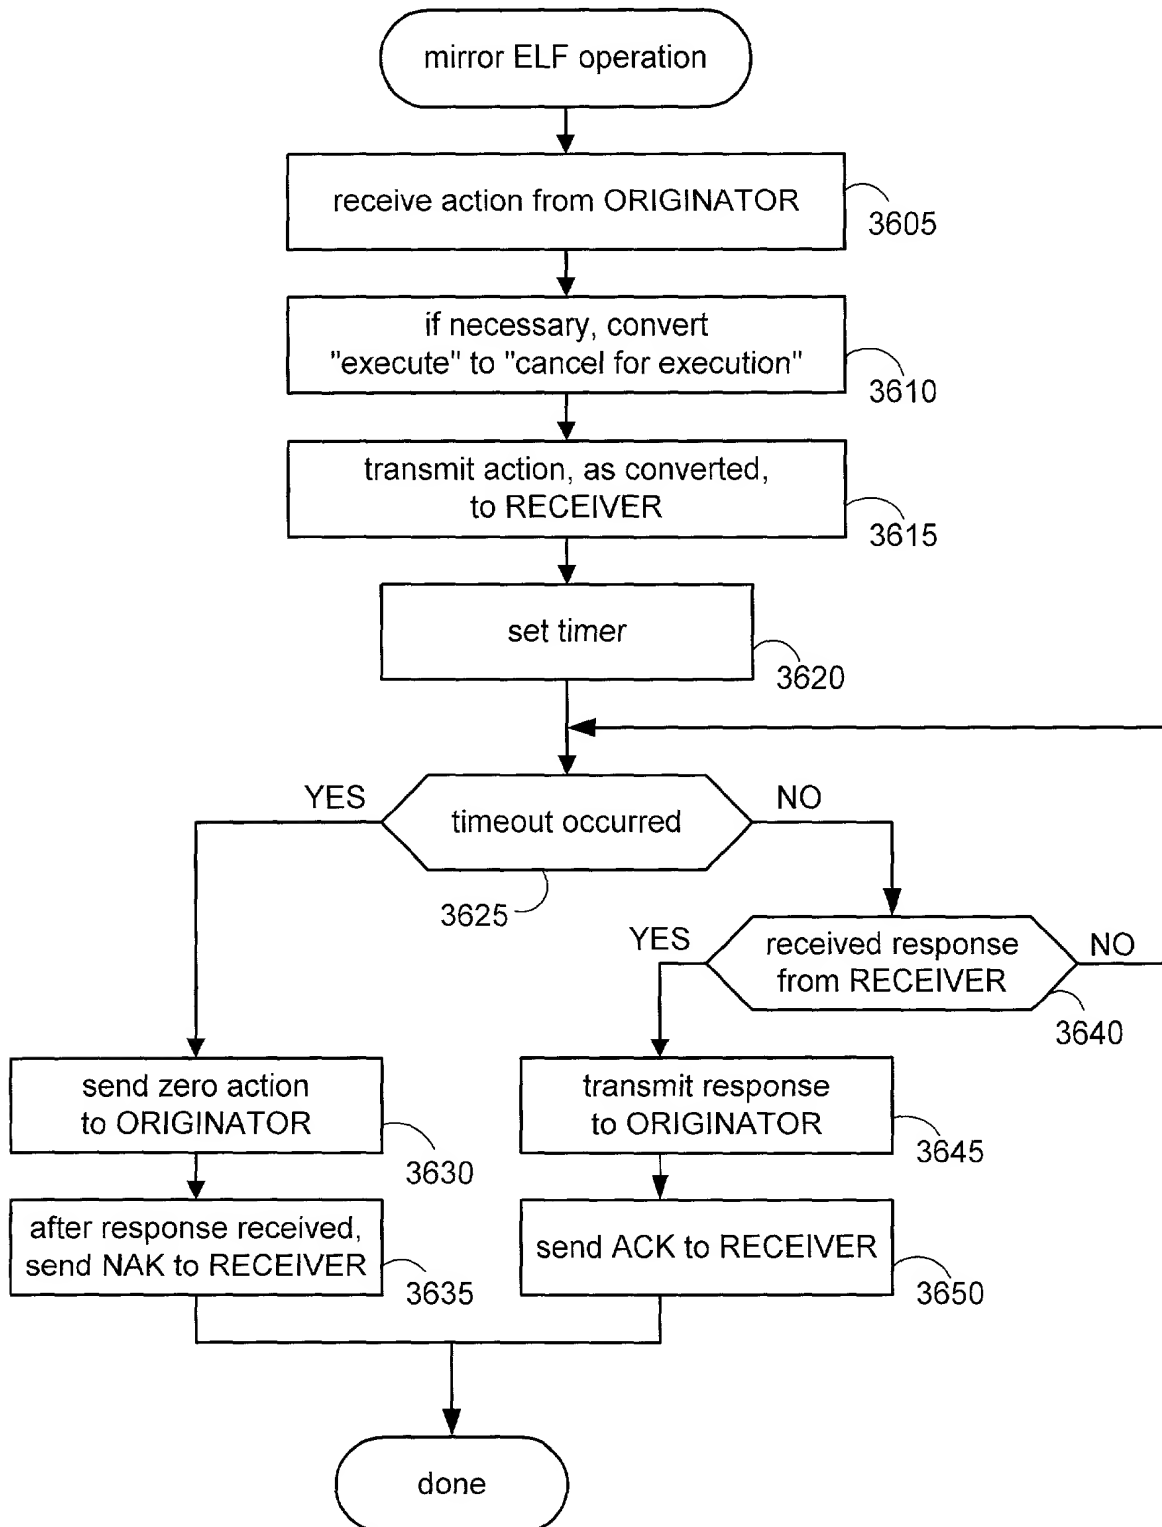 mirror ELF operation
receive action from ORIGINATOR
3605
if necessary, convert
"execute" to "cancel for execution"
3610
transmit action, as converted,
to RECEIVER
3615
set timer
3620
YES
timeout occurred
NO
3625
YES
received response
from RECEIVER
NO
3640
send zero action
to ORIGINATOR
3630
transmit response
to ORIGINATOR
3645
after response received,
send NAK to RECEIVER
3635
send ACK to RECEIVER
3650
done